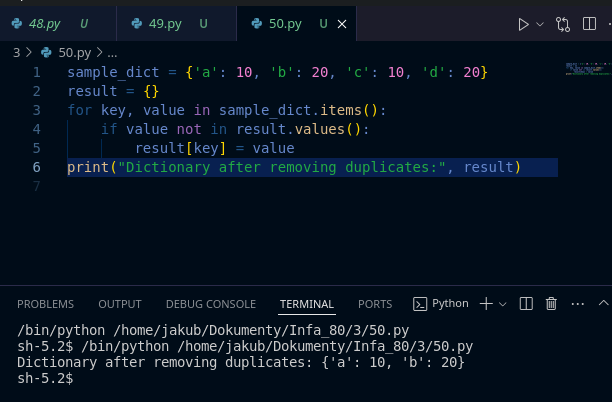 48.py U 49.py U 50.py U
3 > 50.py > ...
1 sample_dict = {'a': 10, 'b': 20, 'c': 10, 'd': 20}
2 result = {}
3 for key, value in sample_dict.items():
4 if value not in result.values():
5 result[key] = value
6 print("Dictionary after removing duplicates:", result)
7
PROBLEMS OUTPUT DEBUG CONSOLE TERMINAL PORTS Python
/bin/python /home/jakub/Dokumenty/Infa_80/3/50.py
sh-5.2$ /bin/python /home/jakub/Dokumenty/Infa_80/3/50.py
Dictionary after removing duplicates: {'a': 10, 'b': 20}
sh-5.2$